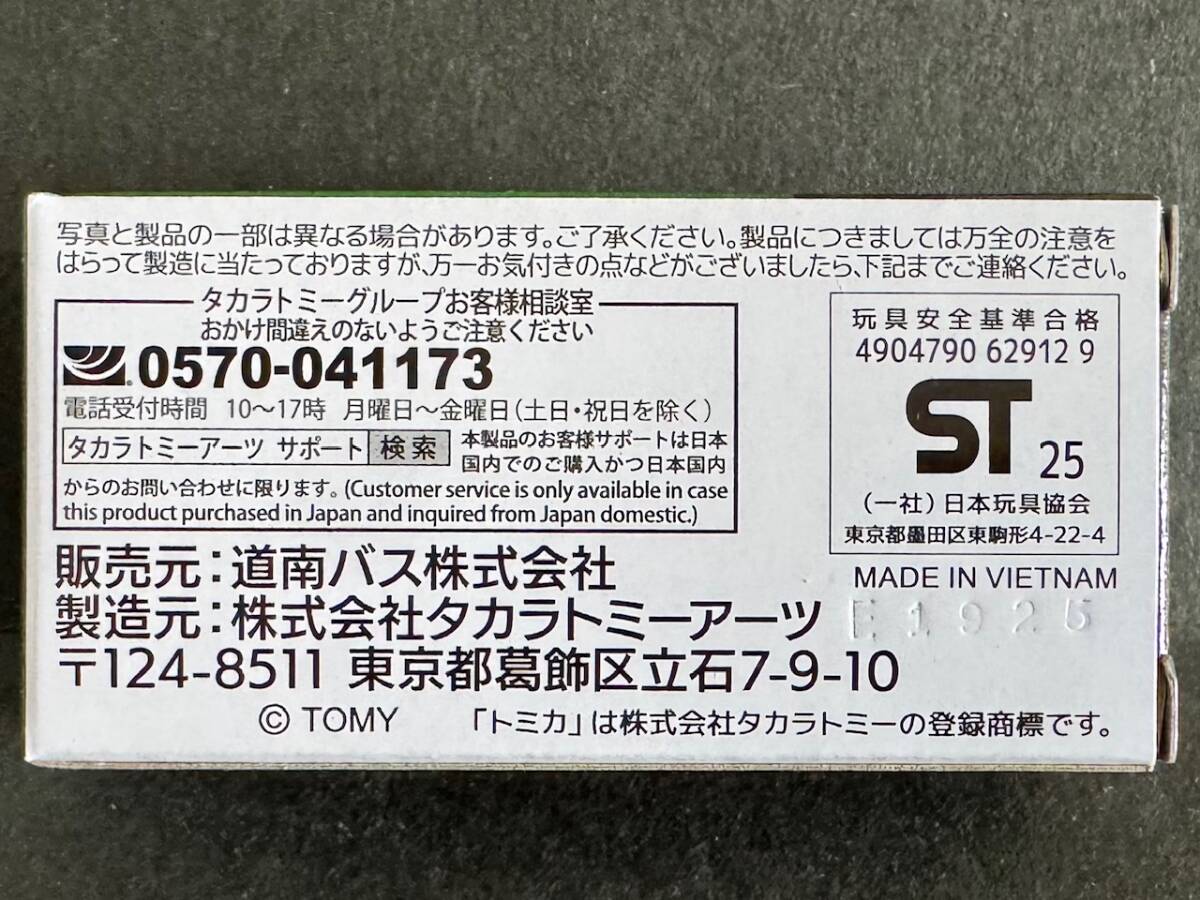 写真と製品の一部は異なる場合があります。ご了承ください。製品につきましては万全の注意を
はらって製造に当たっておりますが、万一お気付きの点などがございましたら、下記までご連絡ください。
タカラトミーグループお客様相談室
おかけ間違えのないようご注意ください
0570-041173
電話受付時間 10～17時 月曜日～金曜日(土日・祝日を除く)
タカラトミーアーツ サポート 検索
本製品のお客様サポートは日本
国内でのご購入かつ日本国内
からのお問い合わせに限ります。(Customer service is only available in case
this product purchased in Japan and inquired from Japan domestic.)
玩具安全基準合格
4904790 62912 9
ST 25
(一社)日本玩具協会
東京都墨田区東駒形4-22-4
販売元:道南バス株式会社
製造元:株式会社タカラトミーアーツ
〒124-8511 東京都葛飾区立石7-9-10
MADE IN VIETNAM
E1925
© TOMY 「トミカ」は株式会社タカラトミーの登録商標です。